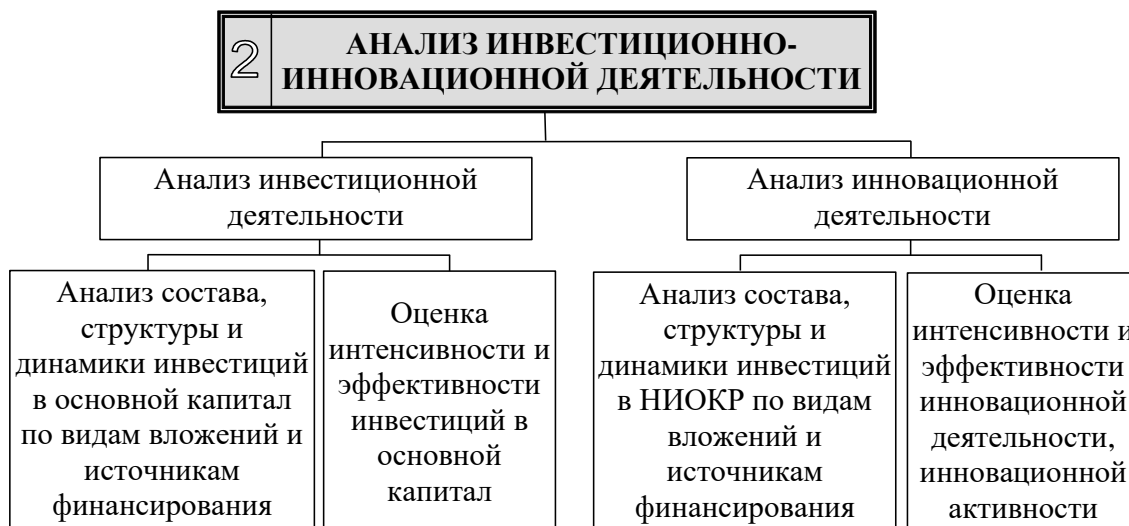 2
АНАЛИЗ ИНВЕСТИЦИОННО-
ИННОВАЦИОННОЙ ДЕЯТЕЛЬНОСТИ
Анализ инвестиционной
деятельности
Анализ инновационной
деятельности
Анализ состава,
структуры и
динамики инвестиций
в основной капитал
по видам вложений и
источникам
финансирования
Оценка
интенсивности и
эффективности
инвестиций в
основной
капитал
Анализ состава,
структуры и
динамики инвестиций
в НИОКР по видам
вложений и
источникам
финансирования
Оценка
интенсивности и
эффективности
инновационной
деятельности,
инновационной
активности